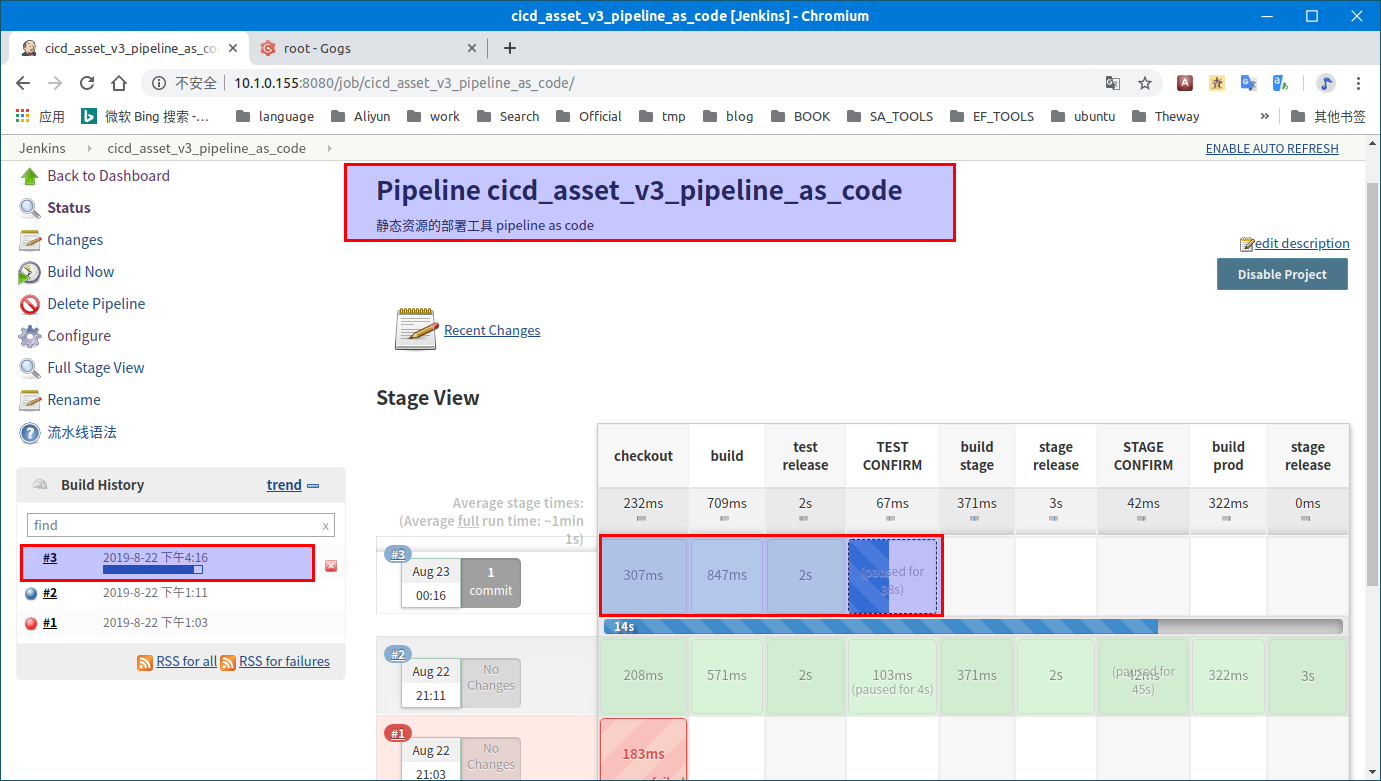 cicd_asset_v3_pipeline_as_code [Jenkins] - Chromium
cicd_asset_v3_pipeline_as_co
root - Gogs
不安全 10.1.0.155:8080/job/cicd_asset_v3_pipeline_as_code/
应用 微软 Bing 搜索 -... language Aliyun work Search Official tmp blog BOOK SA_TOOLS EF_TOOLS ubuntu Theway » 其他书签
Jenkins cicd_asset_v3_pipeline_as_code ENABLE AUTO REFRESH
Back to Dashboard
Status
Changes
Build Now
Delete Pipeline
Configure
Full Stage View
Rename
流水线语法
Build History trend
find x
#3 2019-8-22 下午4:16
#2 2019-8-22 下午1:11
#1 2019-8-22 下午1:03
RSS for all RSS for failures
Pipeline cicd_asset_v3_pipeline_as_code
静态资源的部署工具 pipeline as code
edit description
Disable Project
Recent Changes
Stage View
checkout build test release TEST CONFIRM build stage stage release STAGE CONFIRM build prod stage release
Average stage times:
(Average full run time: ~1min 1s)
232ms 709ms 2s 67ms 371ms 3s 42ms 322ms 0ms
#3
Aug 23
00:16
1 commit
307ms 847ms 2s (paused for 38s)
14s
#2
Aug 22
21:11
No Changes
208ms 571ms 2s 103ms (paused for 4s) 371ms 2s 42ms (paused for 45s) 322ms 3s
#1
Aug 22
21:03
No Changes
183ms
failed